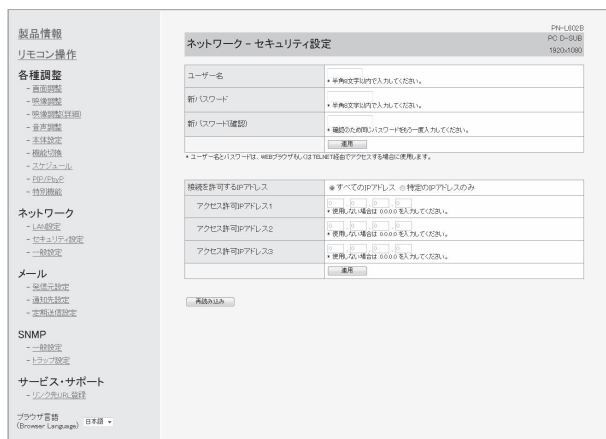 製品情報
リモコン操作
各種調整
- 画面調整
- 映像調整
- 映像調整(詳細)
- 音声調整
- 本体設定
- 機能切換
- スケジュール
- PIP/PbyP
- 特別機能
ネットワーク
- LAN設定
- セキュリティ設定
- 一般設定
メール
- 発信元設定
- 通知先設定
- 定期送信設定
SNMP
- 一般設定
- トラップ設定
サービス・サポート
- リンク先URL登録
ブラウザ言語
(Browser Language) 日本語
PN-L602B
ネットワーク - セキュリティ設定
PC D-SUB
1920x1080
ユーザー名
* 半角8文字以内で入力してください。
新パスワード
* 半角8文字以内で入力してください。
新パスワード(確認)
* 確認のため同じパスワードをもう一度入力してください。
適用
* ユーザー名とパスワードは、WEBブラウザもしくはTELNET経由でアクセスする場合に使用します。
接続を許可するIPアドレス
すべてのIPアドレス 特定のIPアドレスのみ
アクセス許可IPアドレス1
0 . 0 . 0 . 0
* 使用しない場合は 0.0.0.0 を入力してください。
アクセス許可IPアドレス2
0 . 0 . 0 . 0
* 使用しない場合は 0.0.0.0 を入力してください。
アクセス許可IPアドレス3
0 . 0 . 0 . 0
* 使用しない場合は 0.0.0.0 を入力してください。
適用
再読み込み